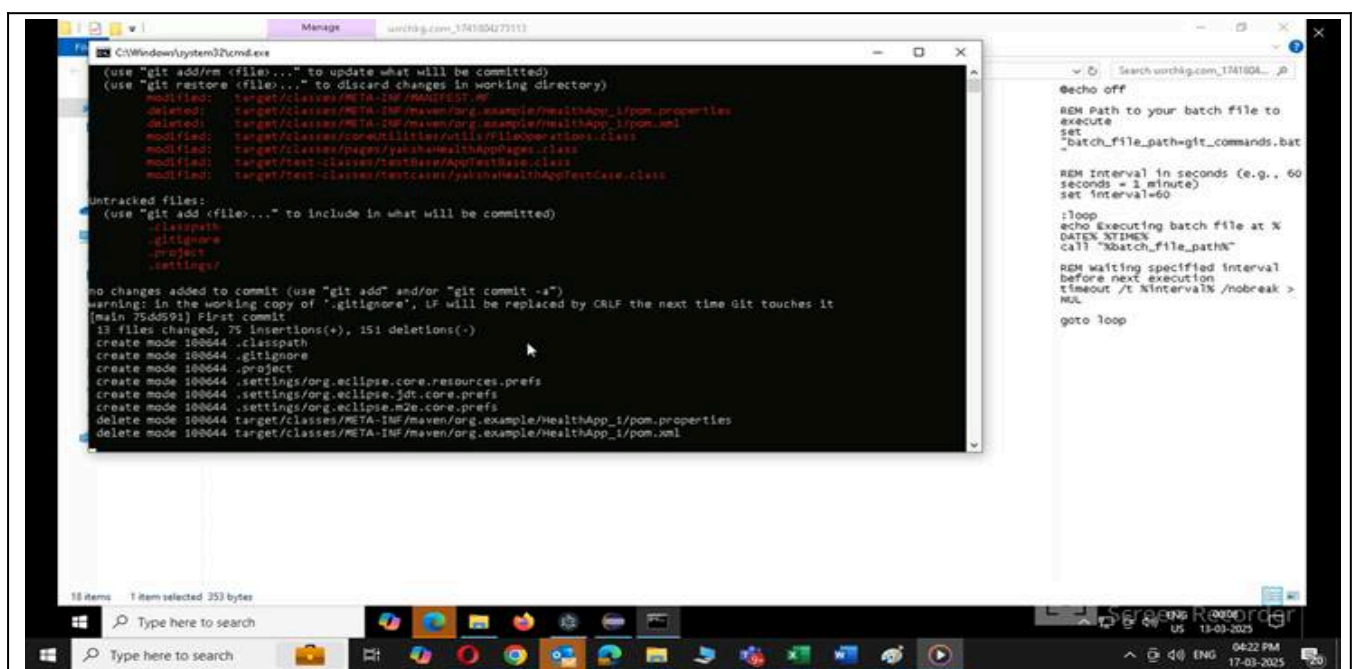 Manage
C:\Windows\system32\cmd.exe
(use "git add/rm <file>..." to update what will be committed)
(use "git restore <file>..." to discard changes in working directory)
modified: target/classes/META-INF/MANIFEST.MF
deleted: target/classes/META-INF/maven/org.example/HealthApp_1/pom.properties
deleted: target/classes/META-INF/maven/org.example/HealthApp_1/pom.xml
modified: target/classes/coreUtilities/utils/FileOperations.class
modified: target/classes/pages/yakshaHealthAppPages.class
modified: target/test-classes/testBase/AppTestBase.class
modified: target/test-classes/testcases/yakshaHealthAppTestCase.class
Untracked files:
(use "git add <file>..." to include in what will be committed)
.classpath
.gitignore
.project
.settings/
no changes added to commit (use "git add" and/or "git commit -a")
warning: in the working copy of '.gitignore', LF will be replaced by CRLF the next time Git touches it
[main 75dd591] First commit
13 files changed, 75 insertions(+), 151 deletions(-)
create mode 100644 .classpath
create mode 100644 .gitignore
create mode 100644 .project
create mode 100644 .settings/org.eclipse.core.resources.prefs
create mode 100644 .settings/org.eclipse.jdt.core.prefs
create mode 100644 .settings/org.eclipse.m2e.core.prefs
delete mode 100644 target/classes/META-INF/maven/org.example/HealthApp_1/pom.properties
delete mode 100644 target/classes/META-INF/maven/org.example/HealthApp_1/pom.xml
@echo off
REM Path to your batch file to
execute
set
"batch_file_path=git_commands.bat
"
REM Interval in seconds (e.g., 60
seconds = 1 minute)
set interval=60
:loop
echo Executing batch file at %
DATE% %TIME%
call "%batch_file_path%"
REM Waiting specified interval
before next execution
timeout /t %interval% /nobreak >
NUL
goto loop
18 items 1 item selected 353 bytes
Type here to search
Screen Recorder
ENG
US
13-03-2025
Type here to search
ENG
04:22 PM
17-03-2025
20